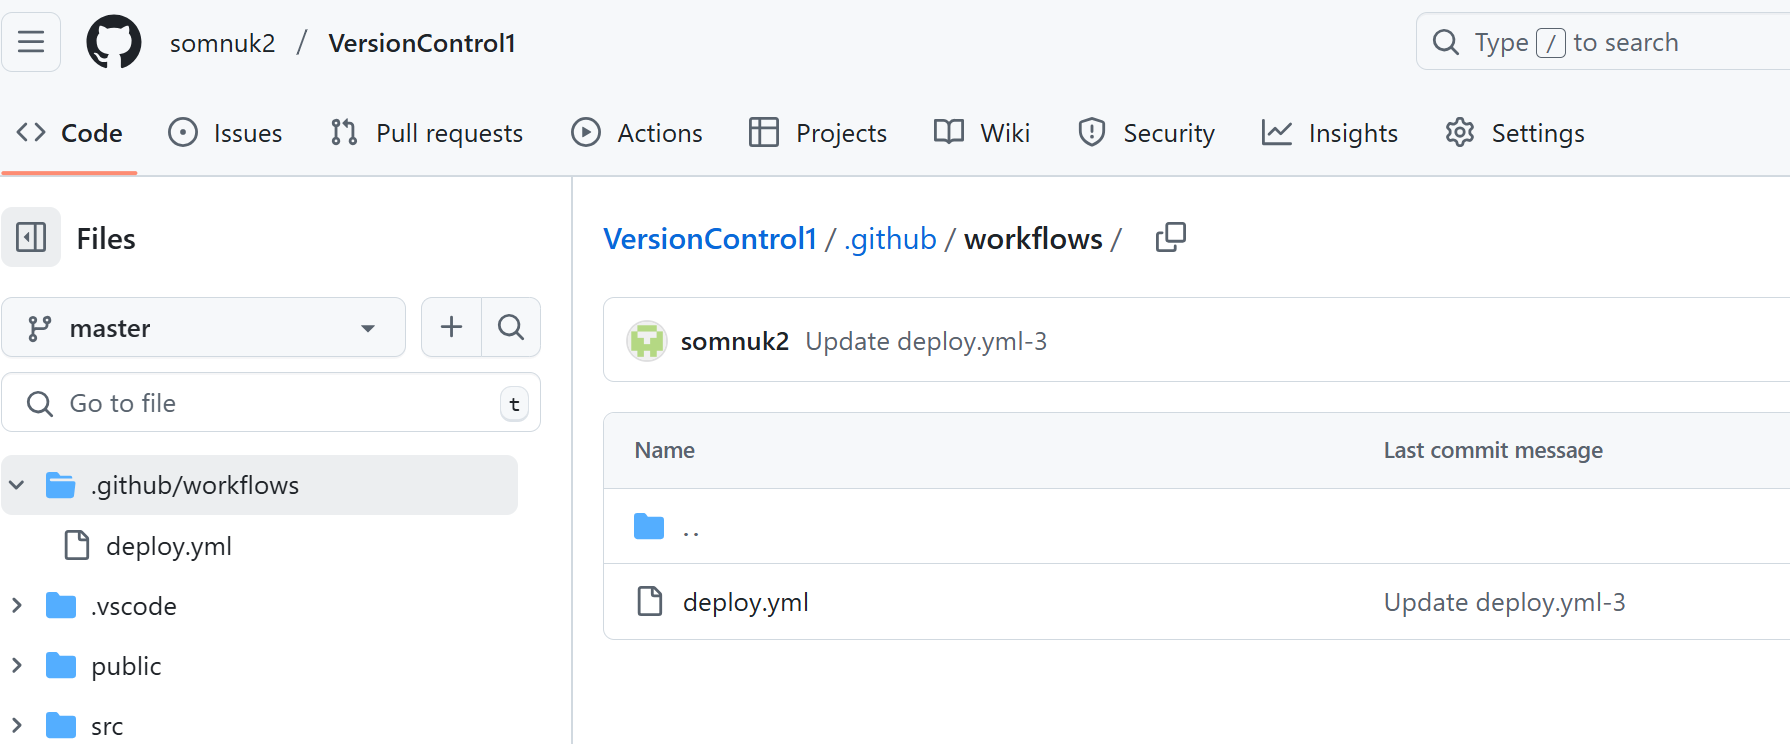 somnuk2 / VersionControl1
Type / to search
Code Issues Pull requests Actions Projects Wiki Security Insights Settings
Files
master
Go to file t
.github/workflows
deploy.yml
.vscode
public
src
VersionControl1 / .github / workflows /
somnuk2 Update deploy.yml-3
Name Last commit message
..
deploy.yml Update deploy.yml-3